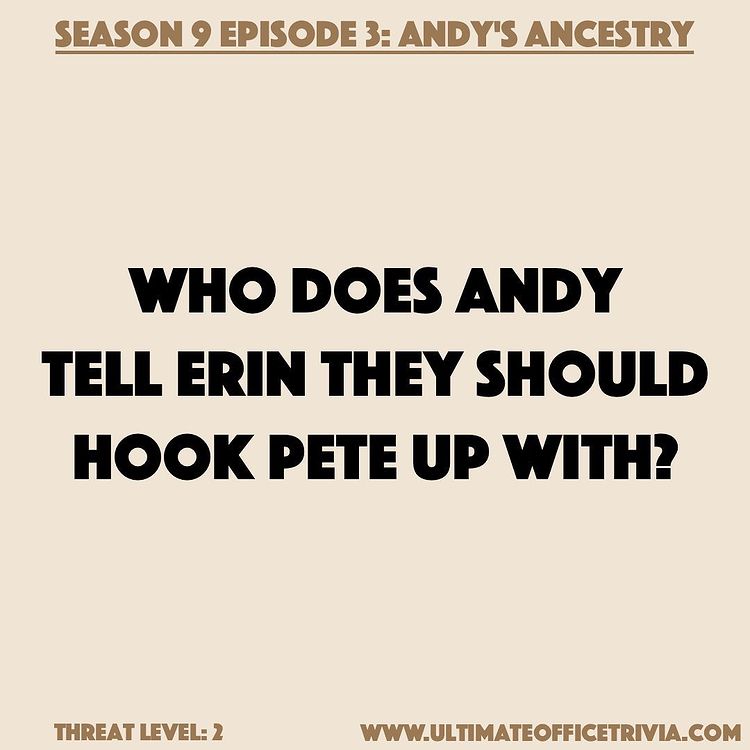 SEASON 9 EPISODE 3: ANDY'S ANCESTRY
WHO DOES ANDY
TELL ERIN THEY SHOULD
HOOK PETE UP WITH?
THREAT LEVEL: 2
WWW.ULTIMATEOFFICETRIVIA.COM